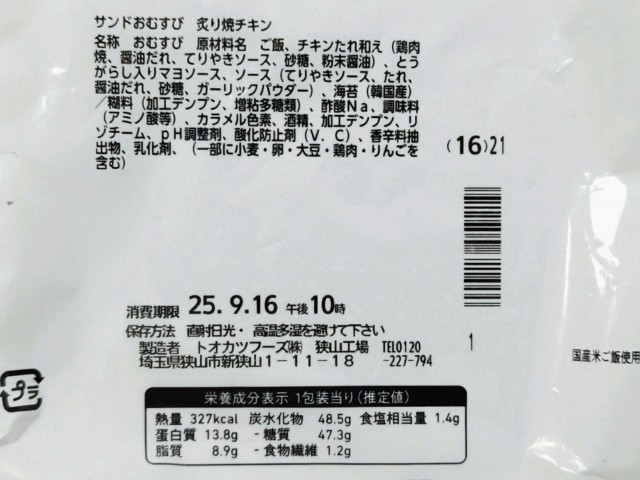 サンドおむすび 炙り焼チキン
名称 おむすび 原材料名 ご飯、チキンたれ和え(鶏肉
焼、醤油だれ、てりやきソース、砂糖、粉末醤油)、とう
がらし入りマヨソース、ソース(てりやきソース、たれ、
醤油だれ、砂糖、ガーリックパウダー)、海苔(韓国産)
/糊料(加工デンプン、増粘多糖類)、酢酸Na、調味料
(アミノ酸等)、カラメル色素、酒精、加工デンプン、リ
ゾチーム、pH調整剤、酸化防止剤(V.C)、香辛料抽
出物、乳化剤、(一部に小麦・卵・大豆・鶏肉・りんごを
含む)
(16)21
消費期限 25.9.16 午後10時
保存方法 直射日光・高温多湿を避けて下さい
製造者 トオカツフーズ㈱ 狭山工場 TEL0120
埼玉県狭山市新狭山1-11-18 -227-794
1
国産米ご飯使用
プラ
栄養成分表示 1包装当り(推定値)
熱量 327kcal 炭水化物 48.5g 食塩相当量 1.4g
蛋白質 13.8g -糖質 47.3g
脂質 8.9g -食物繊維 1.2g